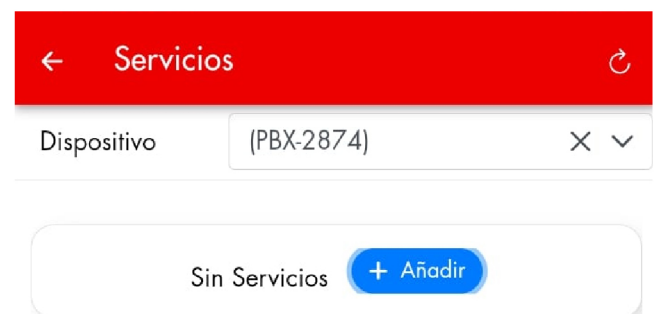 Servicios
Dispositivo (PBX-2874)
Sin Servicios + Añadir